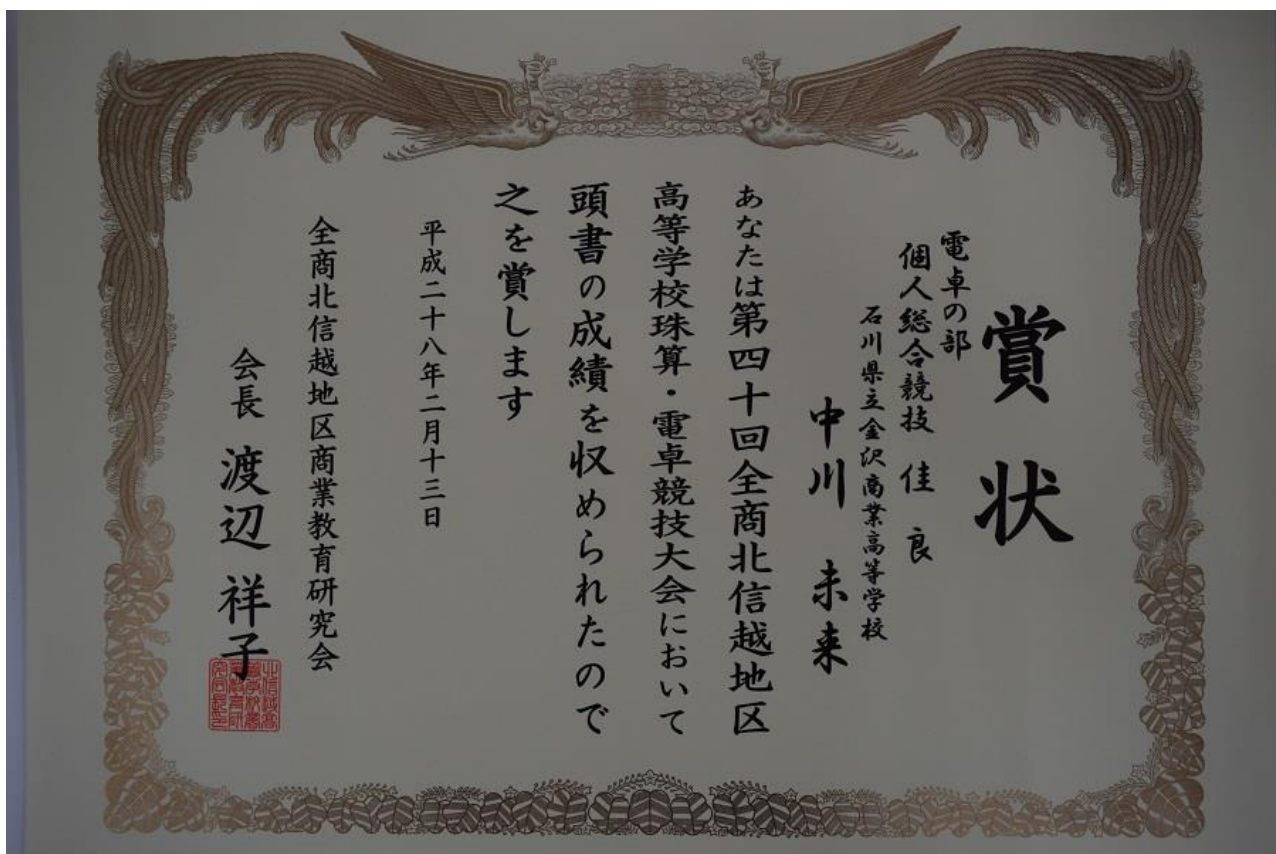 賞状
電卓の部
個人総合競技 佳良
石川県立金沢商業高等学校
中川 未来
あなたは第四十回全商北信越地区
高等学校珠算・電卓競技大会において
頭書の成績を収められたので
之を賞します
平成二十八年二月十三日
全商北信越地区商業教育研究会
会長 渡辺 祥子